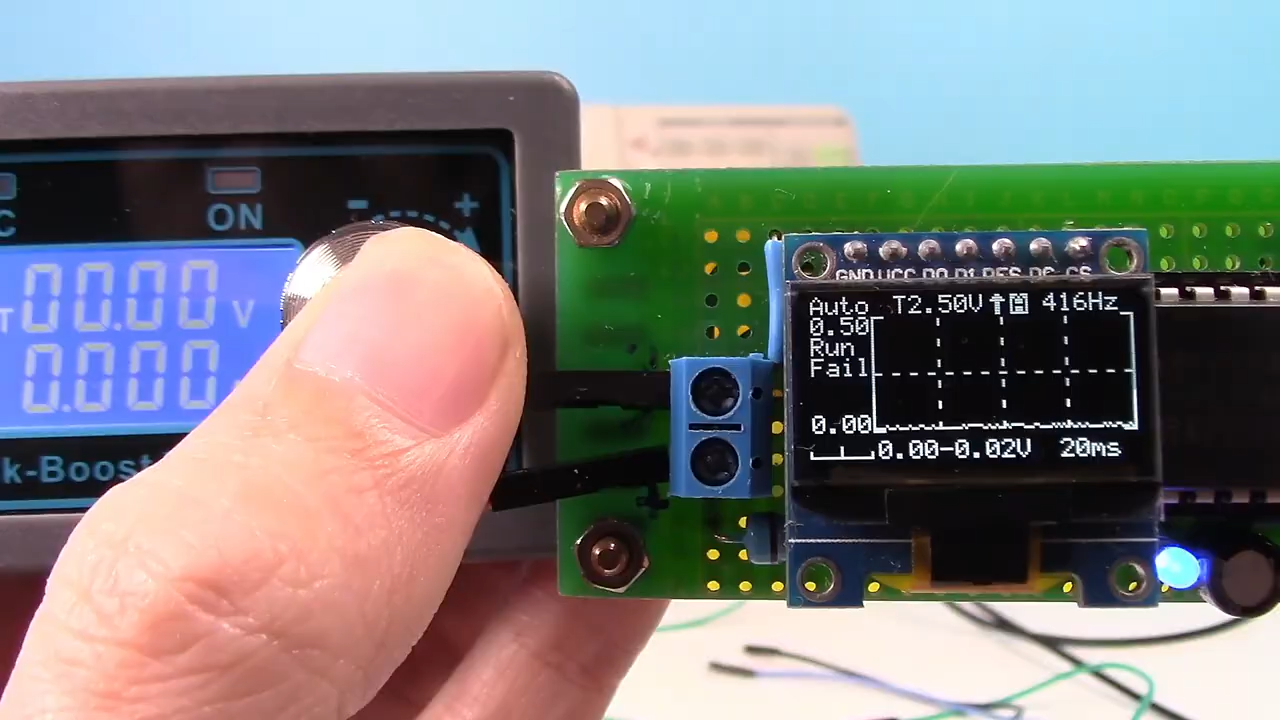 C
ON
- +
T 00.00 V
0.000
k-Boost
GND VCC D0 D1 RES DC CS
Auto T2.50V 416Hz
0.50
Run
Fail
0.00
0.00-0.02V 20ms